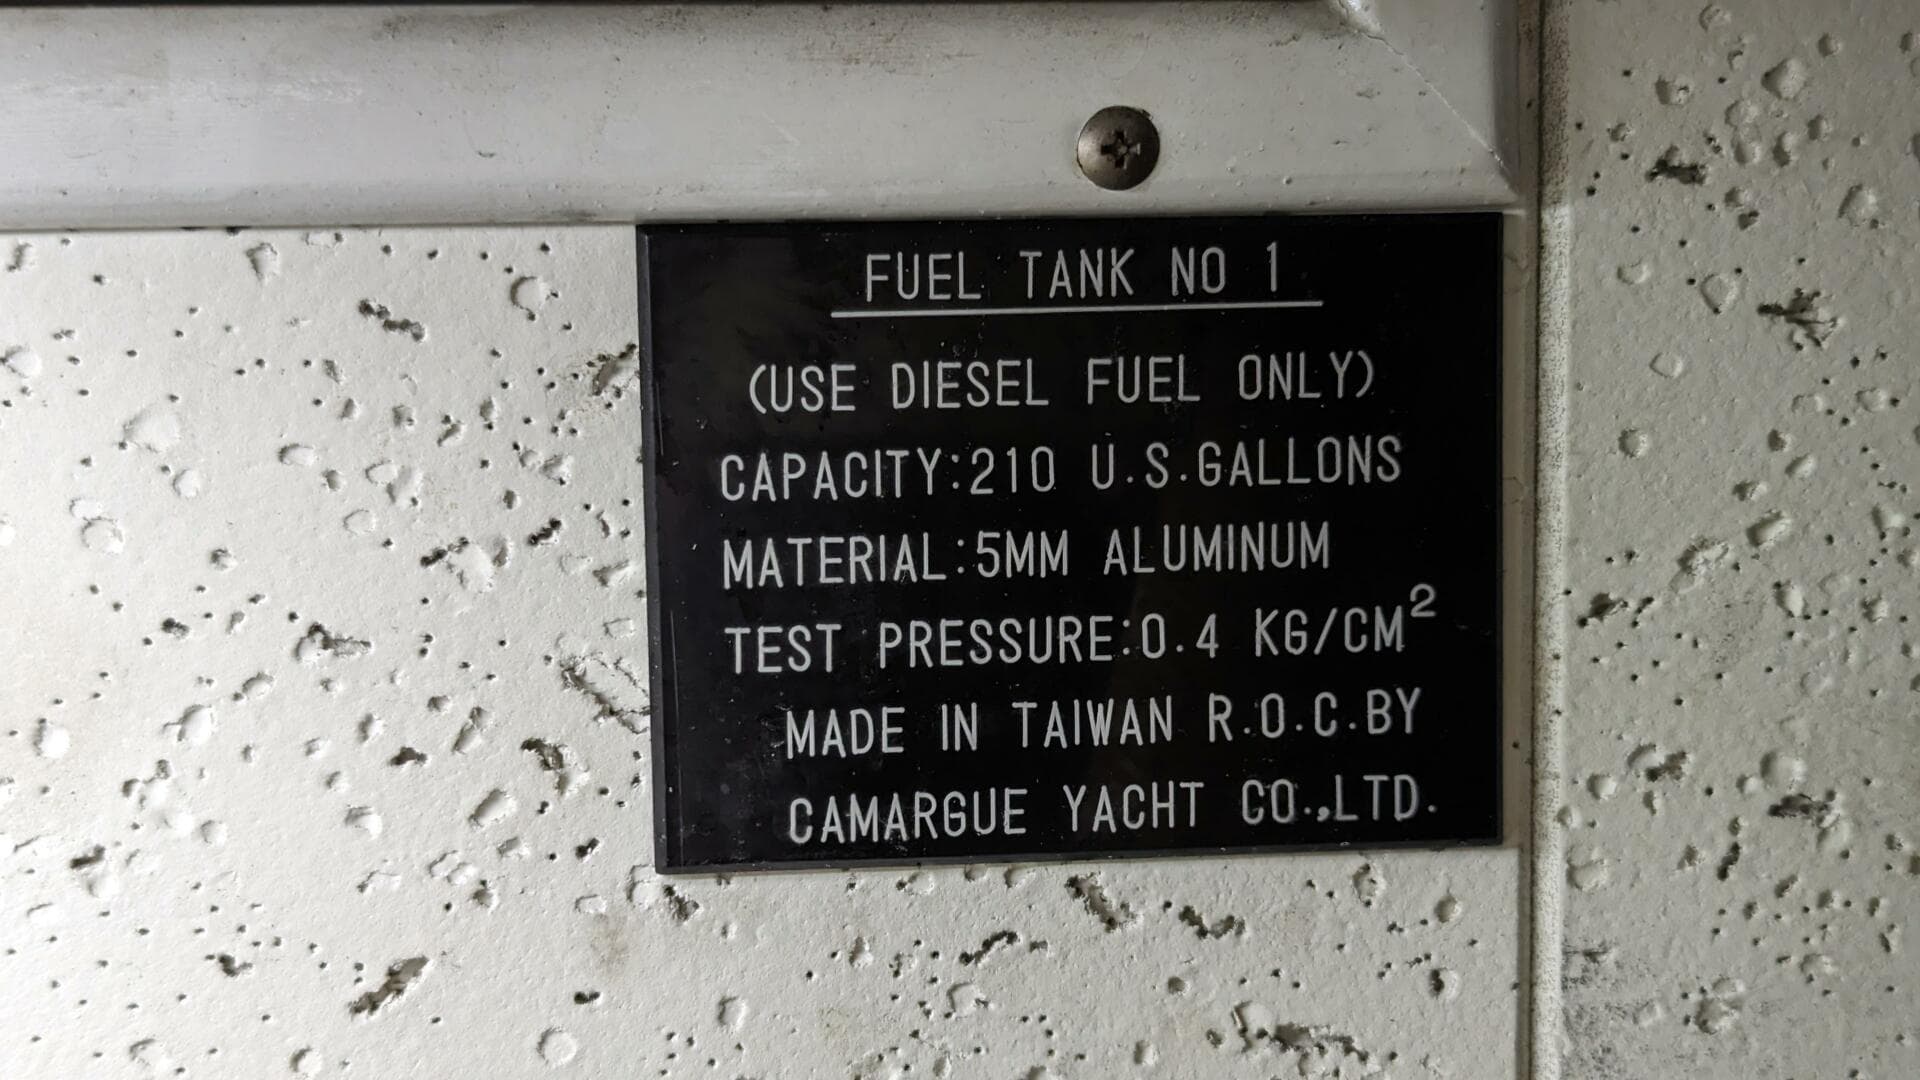 FUEL TANK NO 1
(USE DIESEL FUEL ONLY)
CAPACITY:210 U.S.GALLONS
MATERIAL:5MM ALUMINUM
TEST PRESSURE:0.4 KG/CM²
MADE IN TAIWAN R.O.C.BY
CAMARGUE YACHT CO.,LTD.